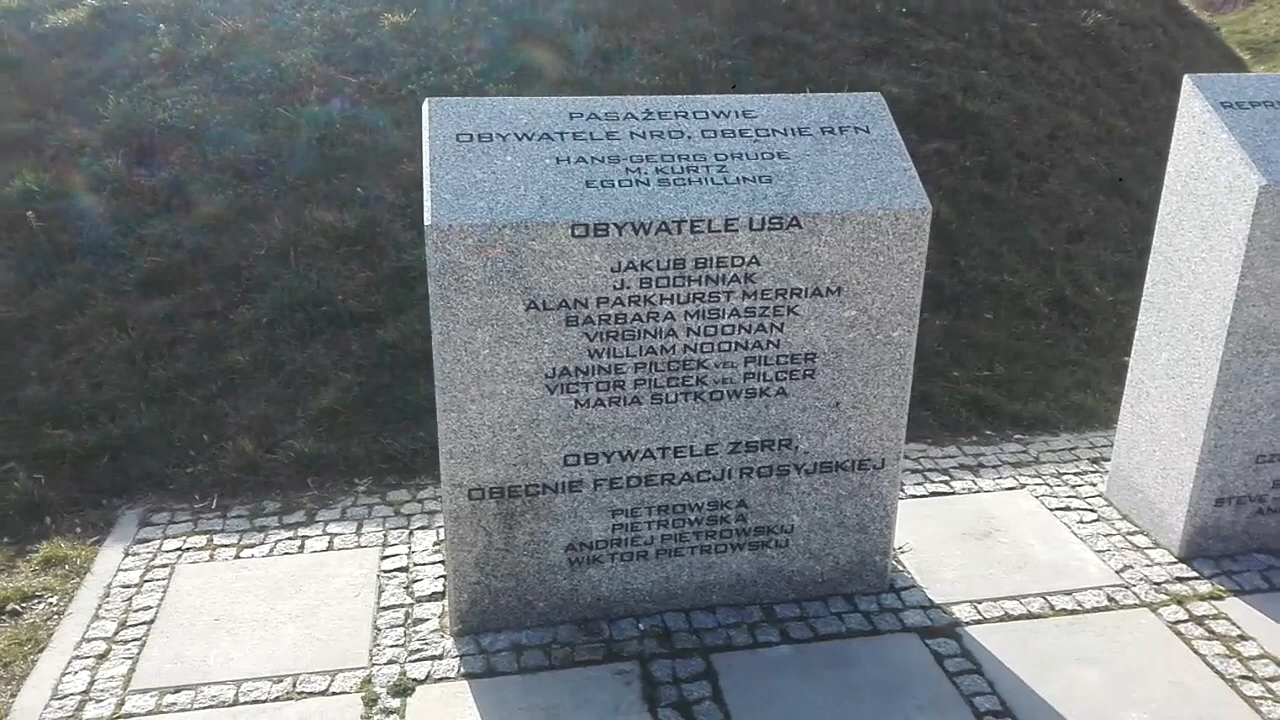 PASAŻEROWIE
OBYWATELE NRD, OBECNIE RFN
HANS-GEORG DRUDE
M. KURTZ
EGON SCHILLING
OBYWATELE USA
JAKUB BIEDA
J. BOCHNIAK
ALAN PARKHURST MERRIAM
BARBARA MISIASZEK
VIRGINIA NOONAN
WILLIAM NOONAN
JANINE PILCEK VEL PILCER
VICTOR PILCEK VEL PILCER
MARIA SUTKOWSKA
OBYWATELE ZSRR,
OBECNIE FEDERACJI ROSYJSKIEJ
PIETROWSKA
PIETROWSKA
ANDRIEJ PIETROWSKIJ
WIKTOR PIETROWSKIJ
STEVE